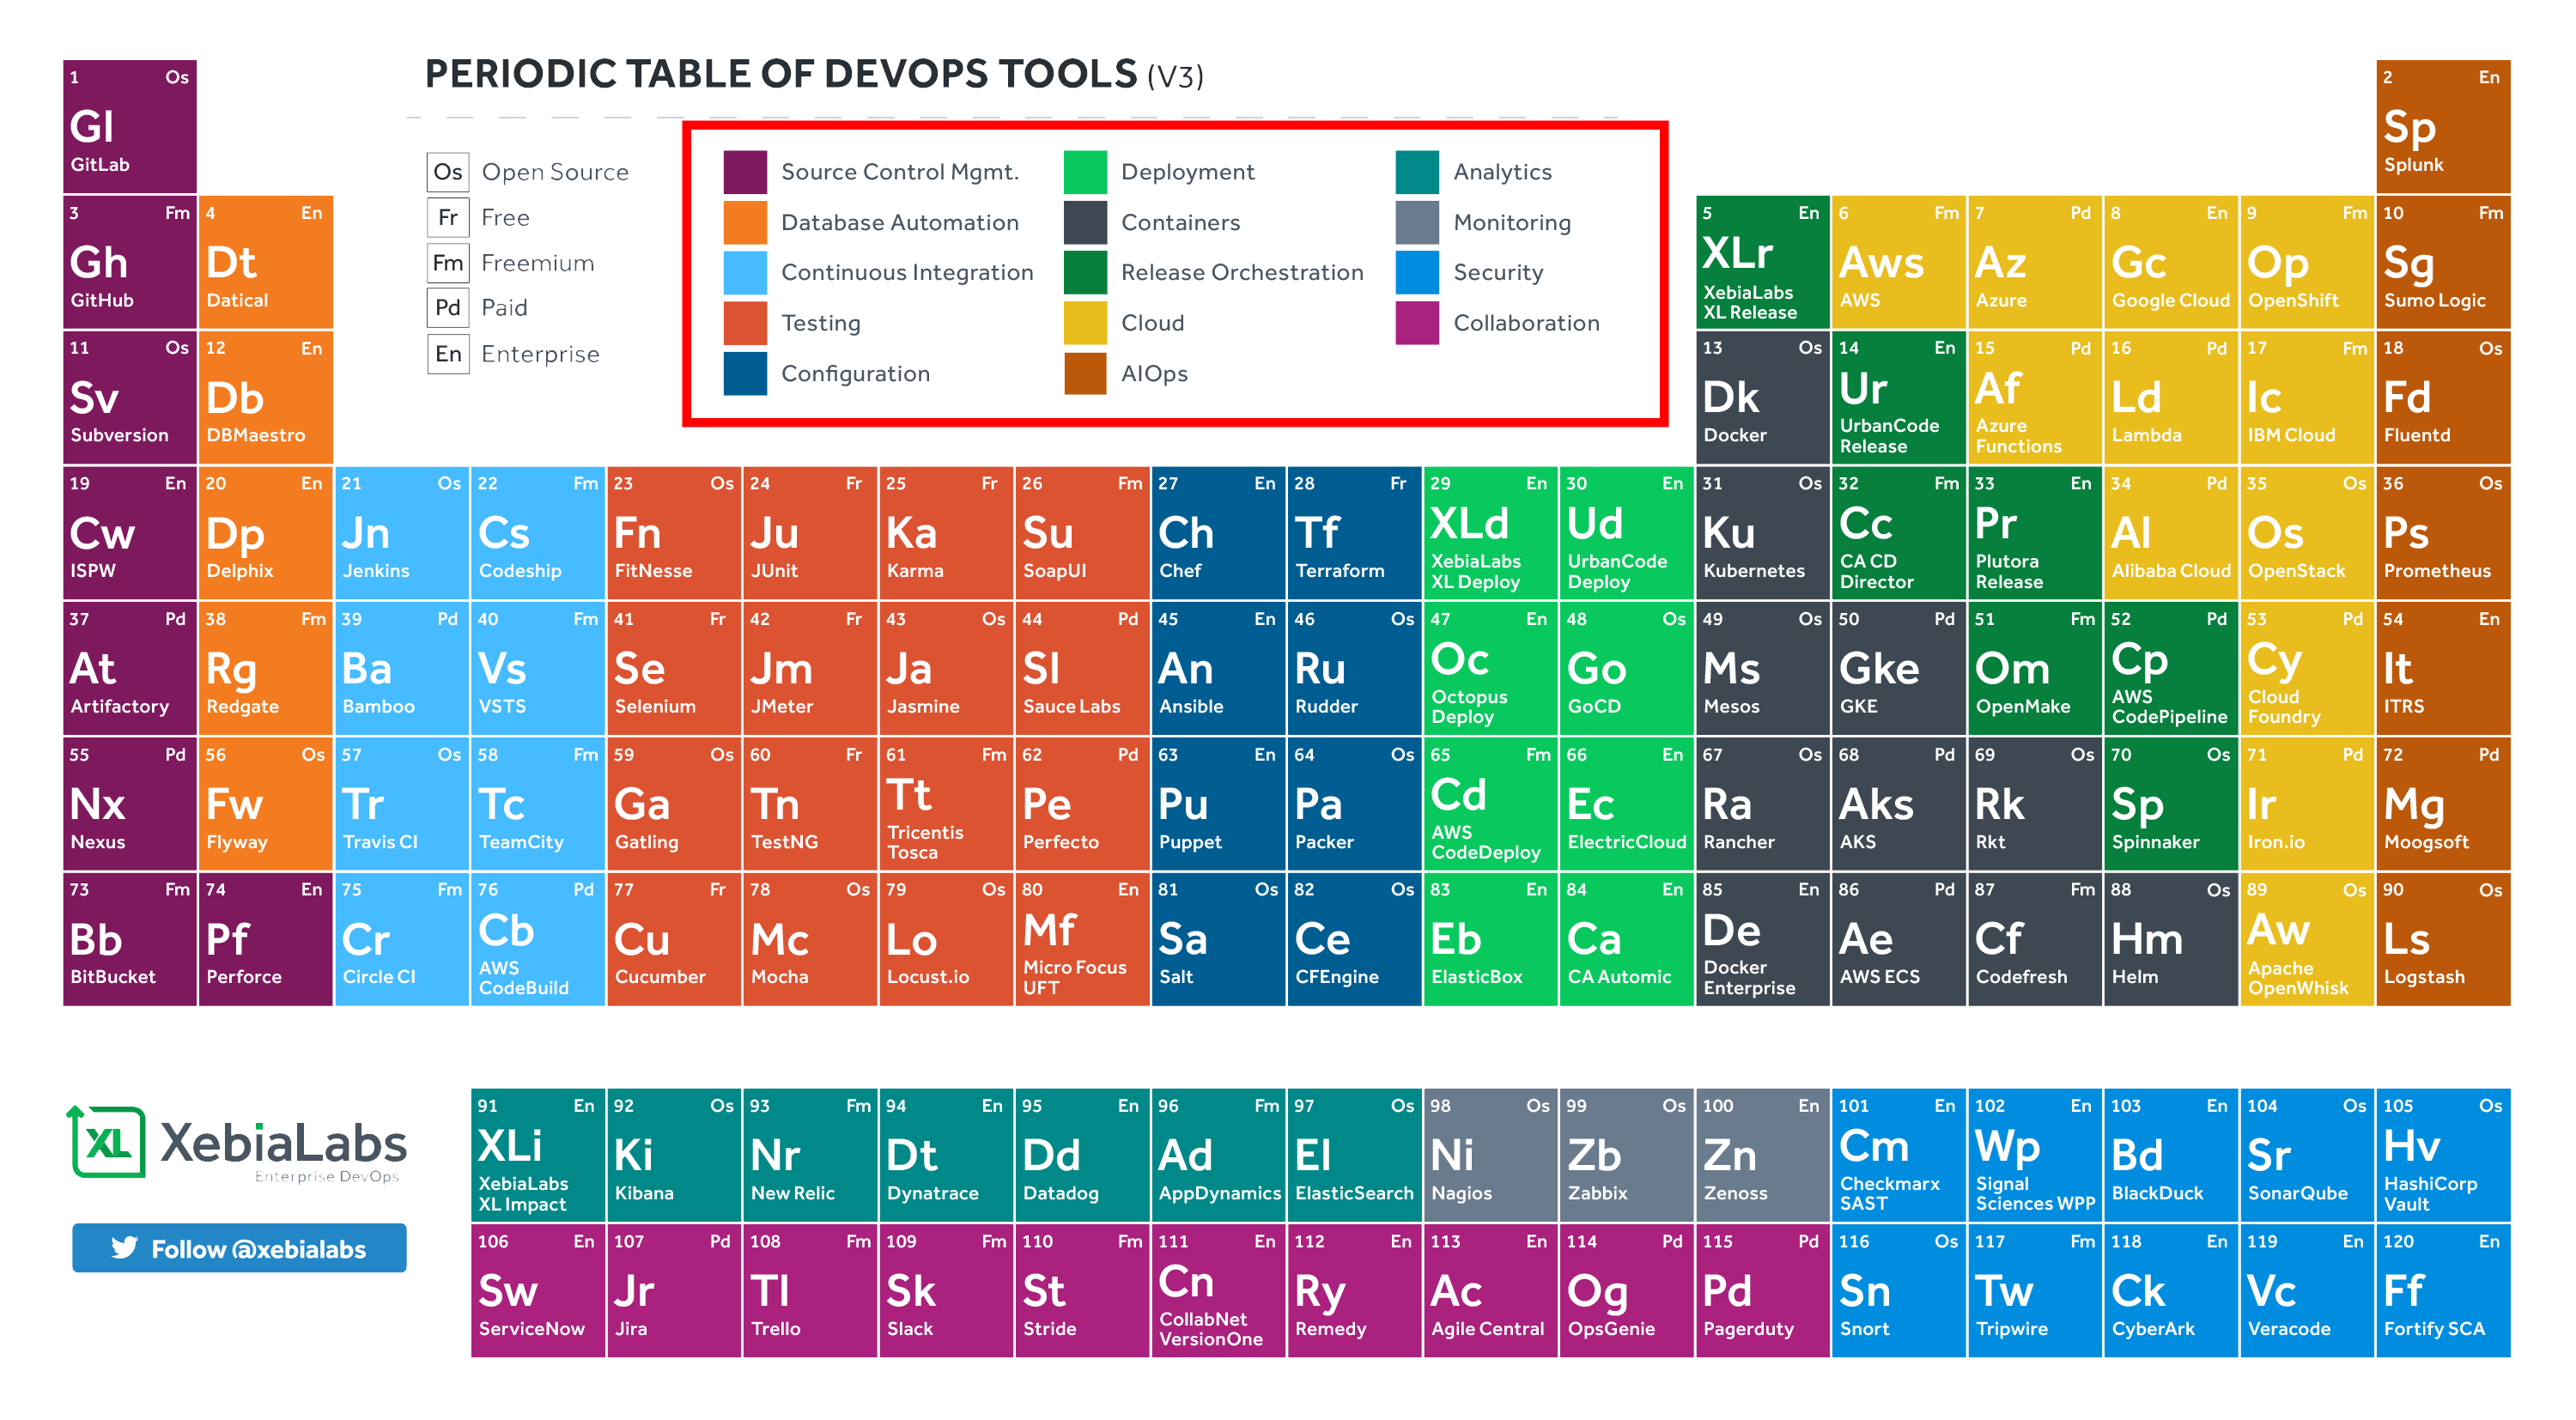 PERIODIC TABLE OF DEVOPS TOOLS (V3)
Os Open Source
Fr Free
Fm Freemium
Pd Paid
En Enterprise
Source Control Mgmt.
Database Automation
Continuous Integration
Testing
Configuration
Deployment
Containers
Release Orchestration
Cloud
AIOps
Analytics
Monitoring
Security
Collaboration
1 Os
Gl
GitLab
2 En
Sp
Splunk
3 Fm
Gh
GitHub
4 En
Dt
Datical
5 En
XLr
XebiaLabs
XL Release
6 Fm
Aws
AWS
7 Pd
Az
Azure
8 En
Gc
Google Cloud
9 Fm
Op
OpenShift
10 Fm
Sg
Sumo Logic
11 Os
Sv
Subversion
12 En
Db
DBMaestro
13 Os
Dk
Docker
14 En
Ur
UrbanCode
Release
15 Pd
Af
Azure
Functions
16 Pd
Ld
Lambda
17 Fm
Ic
IBM Cloud
18 Os
Fd
Fluentd
19 En
Cw
ISPW
20 En
Dp
Delphix
21 Os
Jn
Jenkins
22 Fm
Cs
Codeship
23 Os
Fn
FitNesse
24 Fr
Ju
JUnit
25 Fr
Ka
Karma
26 Fm
Su
SoapUI
27 En
Ch
Chef
28 Fr
Tf
Terraform
29 En
XLd
XebiaLabs
XL Deploy
30 En
Ud
UrbanCode
Deploy
31 Os
Ku
Kubernetes
32 Fm
Cc
CA CD
Director
33 En
Pr
Plutora
Release
34 Pd
Al
Alibaba Cloud
35 Os
Os
OpenStack
36 Os
Ps
Prometheus
37 Pd
At
Artifactory
38 Fm
Rg
Redgate
39 Pd
Ba
Bamboo
40 Fm
Vs
VSTS
41 Fr
Se
Selenium
42 Fr
Jm
JMeter
43 Os
Ja
Jasmine
44 Pd
Sl
Sauce Labs
45 En
An
Ansible
46 Os
Ru
Rudder
47 En
Oc
Octopus
Deploy
48 Os
Go
GoCD
49 Os
Ms
Mesos
50 Pd
Gke
GKE
51 Fm
Om
OpenMake
52 Pd
Cp
AWS
CodePipeline
53 Pd
Cy
Cloud
Foundry
54 En
It
ITRS
55 Pd
Nx
Nexus
56 Os
Fw
Flyway
57 Os
Tr
Travis CI
58 Fm
Tc
TeamCity
59 Os
Ga
Gatling
60 Fr
Tn
TestNG
61 Fm
Tt
Tricentis
Tosca
62 Pd
Pe
Perfecto
63 En
Pu
Puppet
64 Os
Pa
Packer
65 Fm
Cd
AWS
CodeDeploy
66 En
Ec
ElectricCloud
67 Os
Ra
Rancher
68 Pd
Aks
AKS
69 Os
Rk
Rkt
70 Os
Sp
Spinnaker
71 Pd
Ir
Iron.io
72 Pd
Mg
Moogsoft
73 Fm
Bb
BitBucket
74 En
Pf
Perforce
75 Fm
Cr
Circle CI
76 Pd
Cb
AWS
CodeBuild
77 Fr
Cu
Cucumber
78 Os
Mc
Mocha
79 Os
Lo
Locust.io
80 En
Mf
Micro Focus
UFT
81 Os
Sa
Salt
82 Os
Ce
CFEngine
83 En
Eb
ElasticBox
84 En
Ca
CA Automic
85 En
De
Docker
Enterprise
86 Pd
Ae
AWS ECS
87 Fm
Cf
Codefresh
88 Os
Hm
Helm
89 Os
Aw
Apache
OpenWhisk
90 Os
Ls
Logstash
XL XebiaLabs
Enterprise DevOps
Follow @xebialabs
91 En
XLi
XebiaLabs
XL Impact
92 Os
Ki
Kibana
93 Fm
Nr
New Relic
94 En
Dt
Dynatrace
95 En
Dd
Datadog
96 Fm
Ad
AppDynamics
97 Os
El
ElasticSearch
98 Os
Ni
Nagios
99 Os
Zb
Zabbix
100 En
Zn
Zenoss
101 En
Cm
Checkmarx
SAST
102 En
Wp
Signal
Sciences WPP
103 En
Bd
BlackDuck
104 Os
Sr
SonarQube
105 Os
Hv
HashiCorp
Vault
106 En
Sw
ServiceNow
107 Pd
Jr
Jira
108 Fm
Tl
Trello
109 Fm
Sk
Slack
110 Fm
St
Stride
111 En
Cn
CollabNet
VersionOne
112 En
Ry
Remedy
113 En
Ac
Agile Central
114 Pd
Og
OpsGenie
115 Pd
Pd
Pagerduty
116 Os
Sn
Snort
117 Fm
Tw
Tripwire
118 En
Ck
CyberArk
119 En
Vc
Veracode
120 En
Ff
Fortify SCA